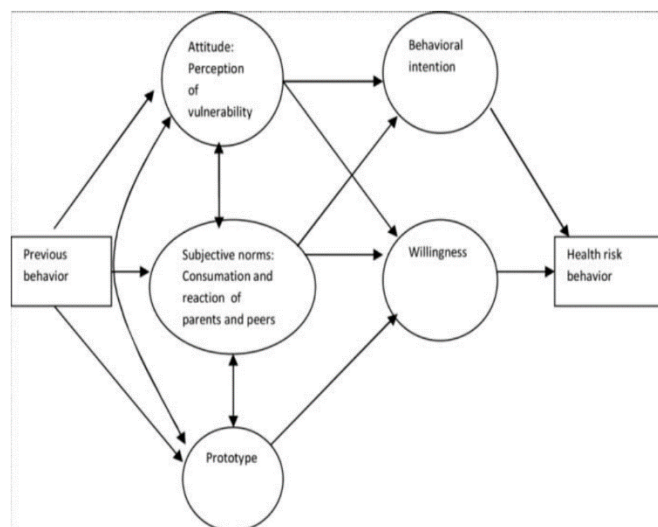 Attitude:
Perception
of
vulnerability
Behavioral
intention
Previous
behavior
Subjective norms:
Consumation and
reaction of
parents and peers
Willingness
Health risk
behavior
Prototype